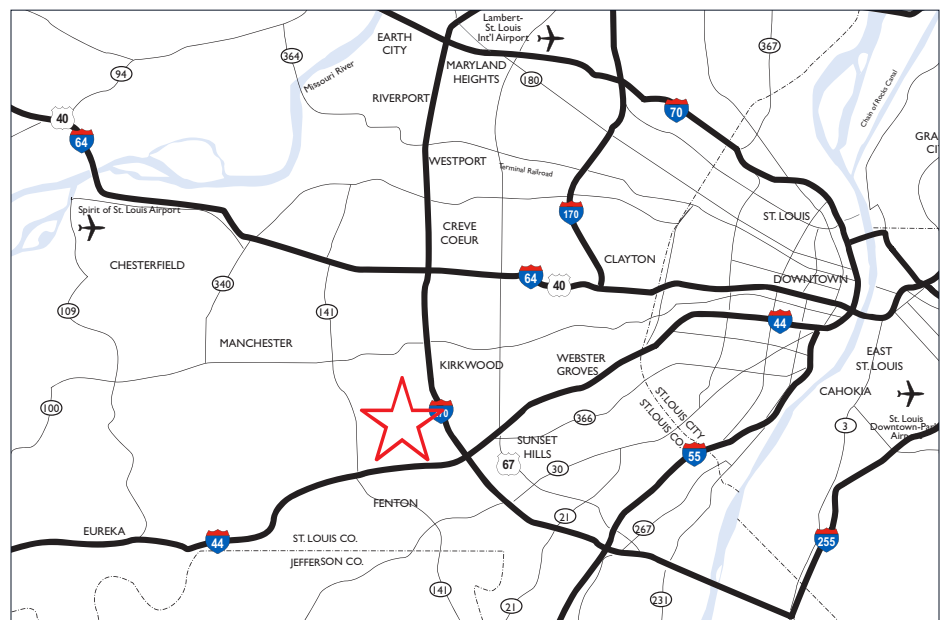 Lambert-
St. Louis
Int'l Airport
EARTH
CITY
364
367
94
Missouri River
MARYLAND
HEIGHTS
180
Chain of Rocks Canal
RIVERPORT
70
40
64
WESTPORT
Terminal Railroad
Spirit of St. Louis Airport
170
ST. LOUIS
CREVE
COEUR
CLAYTON
CHESTERFIELD
340
64
40
DOWNTOWN
109
141
44
MANCHESTER
KIRKWOOD
WEBSTER
GROVES
EAST
ST. LOUIS
CAHOKIA
100
366
ST.LOUIS CITY
ST.LOUIS CO.
3
St. Louis
SUNSET
HILLS
67
30
55
FENTON
21
267
EUREKA
44
ST. LOUIS CO.
JEFFERSON CO.
255
141
21
231